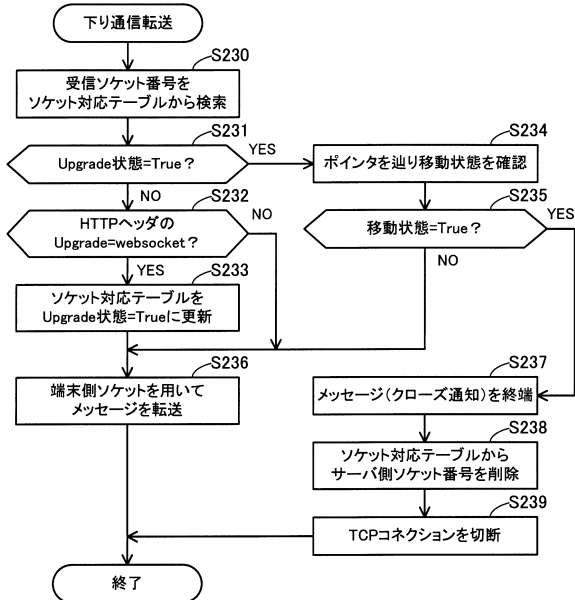 下り通信転送
S230
受信ソケット番号を
ソケット対応テーブルから検索
S231
Upgrade状態=True？
YES
NO
S232
HTTPヘッダの
Upgrade=websocket？
NO
YES
S233
ソケット対応テーブルを
Upgrade状態=Trueに更新
S234
ポインタを辿り移動状態を確認
S235
移動状態=True？
YES
NO
S236
端末側ソケットを用いて
メッセージを転送
S237
メッセージ（クローズ通知）を終端
S238
ソケット対応テーブルから
サーバ側ソケット番号を削除
S239
TCPコネクションを切断
終了